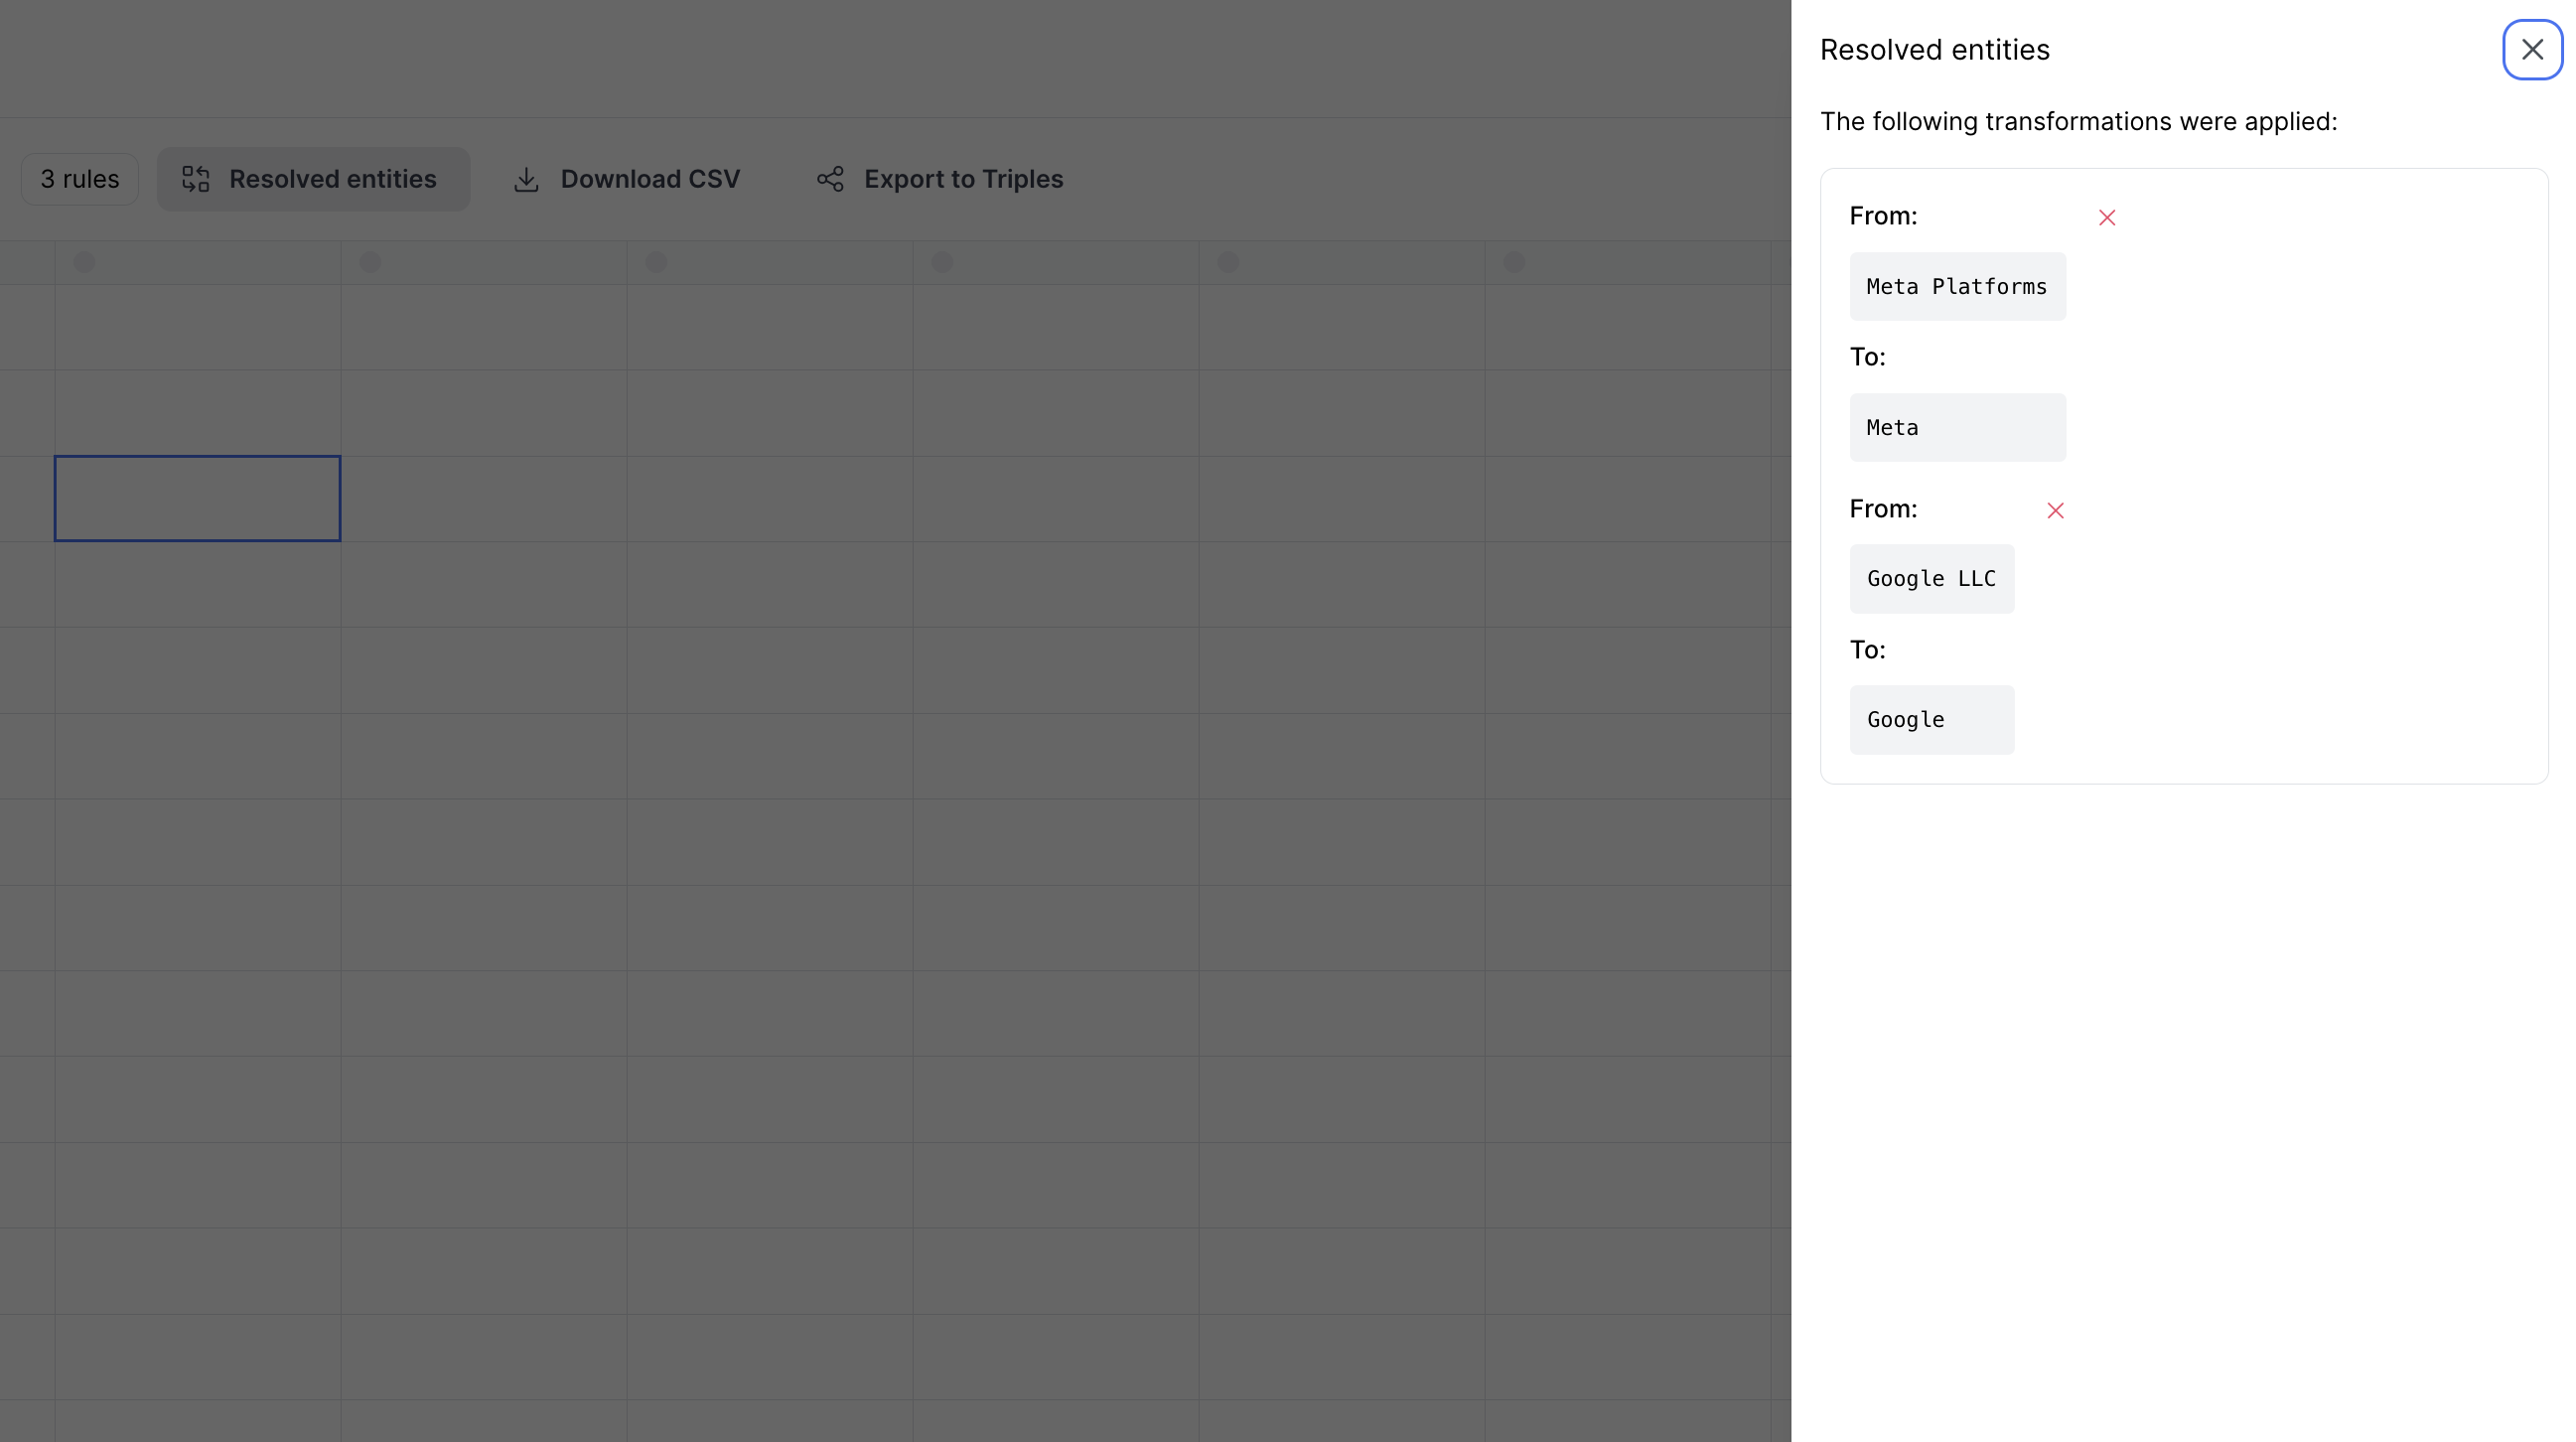 3 rules
Resolved entities
Download CSV
Export to Triples
Resolved entities
The following transformations were applied:
From:
Meta Platforms
To:
Meta
From:
Google LLC
To:
Google